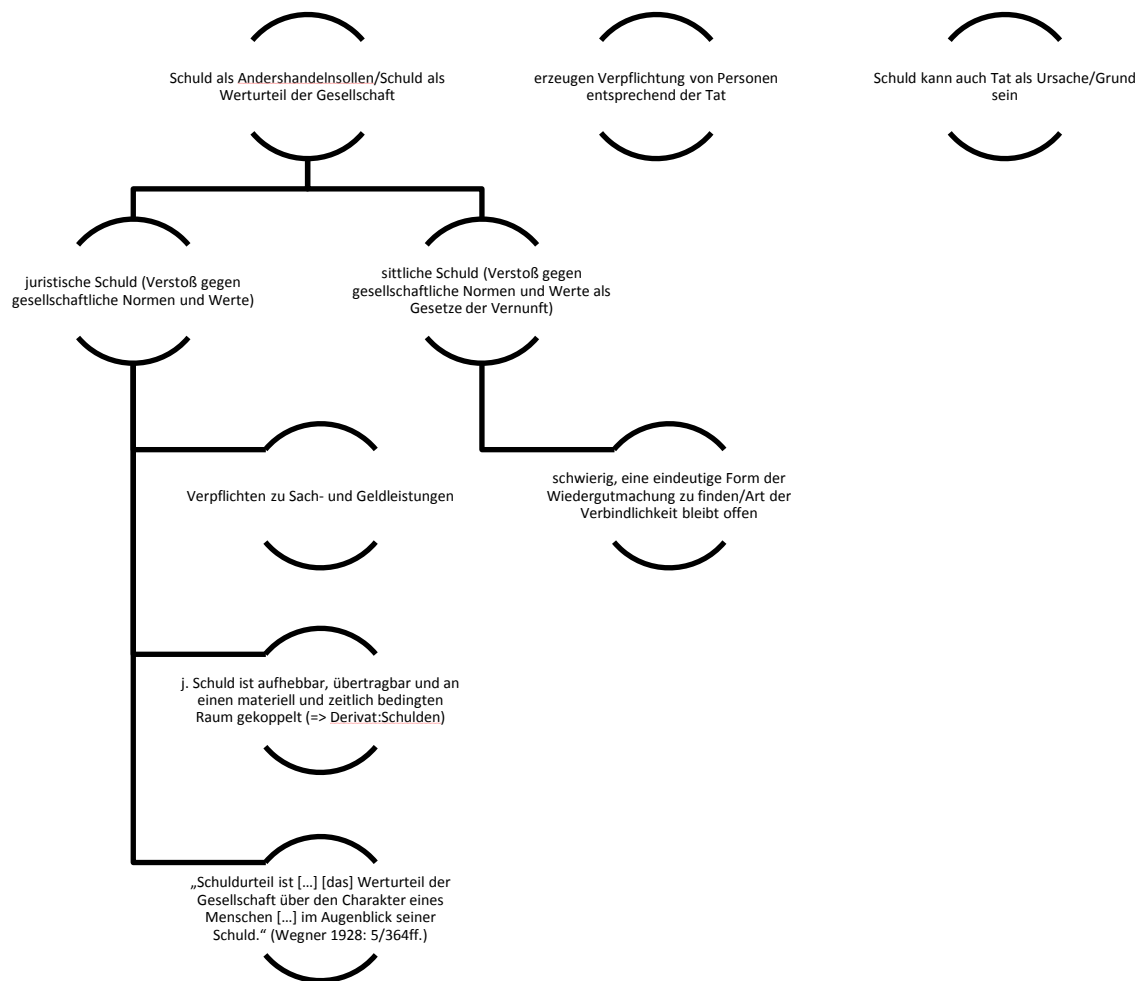 Schuld als Andershandelnsollen/Schuld als
Werturteil der Gesellschaft
erzeugen Verpflichtung von Personen
entsprechend der Tat
Schuld kann auch Tat als Ursache/Grund
sein
juristische Schuld (Verstoß gegen
gesellschaftliche Normen und Werte)
sittliche Schuld (Verstoß gegen
gesellschaftliche Normen und Werte als
Gesetze der Vernunft)
Verpflichten zu Sach- und Geldleistungen
schwierig, eine eindeutige Form der
Wiedergutmachung zu finden/Art der
Verbindlichkeit bleibt offen
j. Schuld ist aufhebbar, übertragbar und an
einen materiell und zeitlich bedingten
Raum gekoppelt (=> Derivat:Schulden)
„Schuldurteil ist [...] [das] Werturteil der
Gesellschaft über den Charakter eines
Menschen [...] im Augenblick seiner
Schuld.“ (Wegner 1928: 5/364ff.)